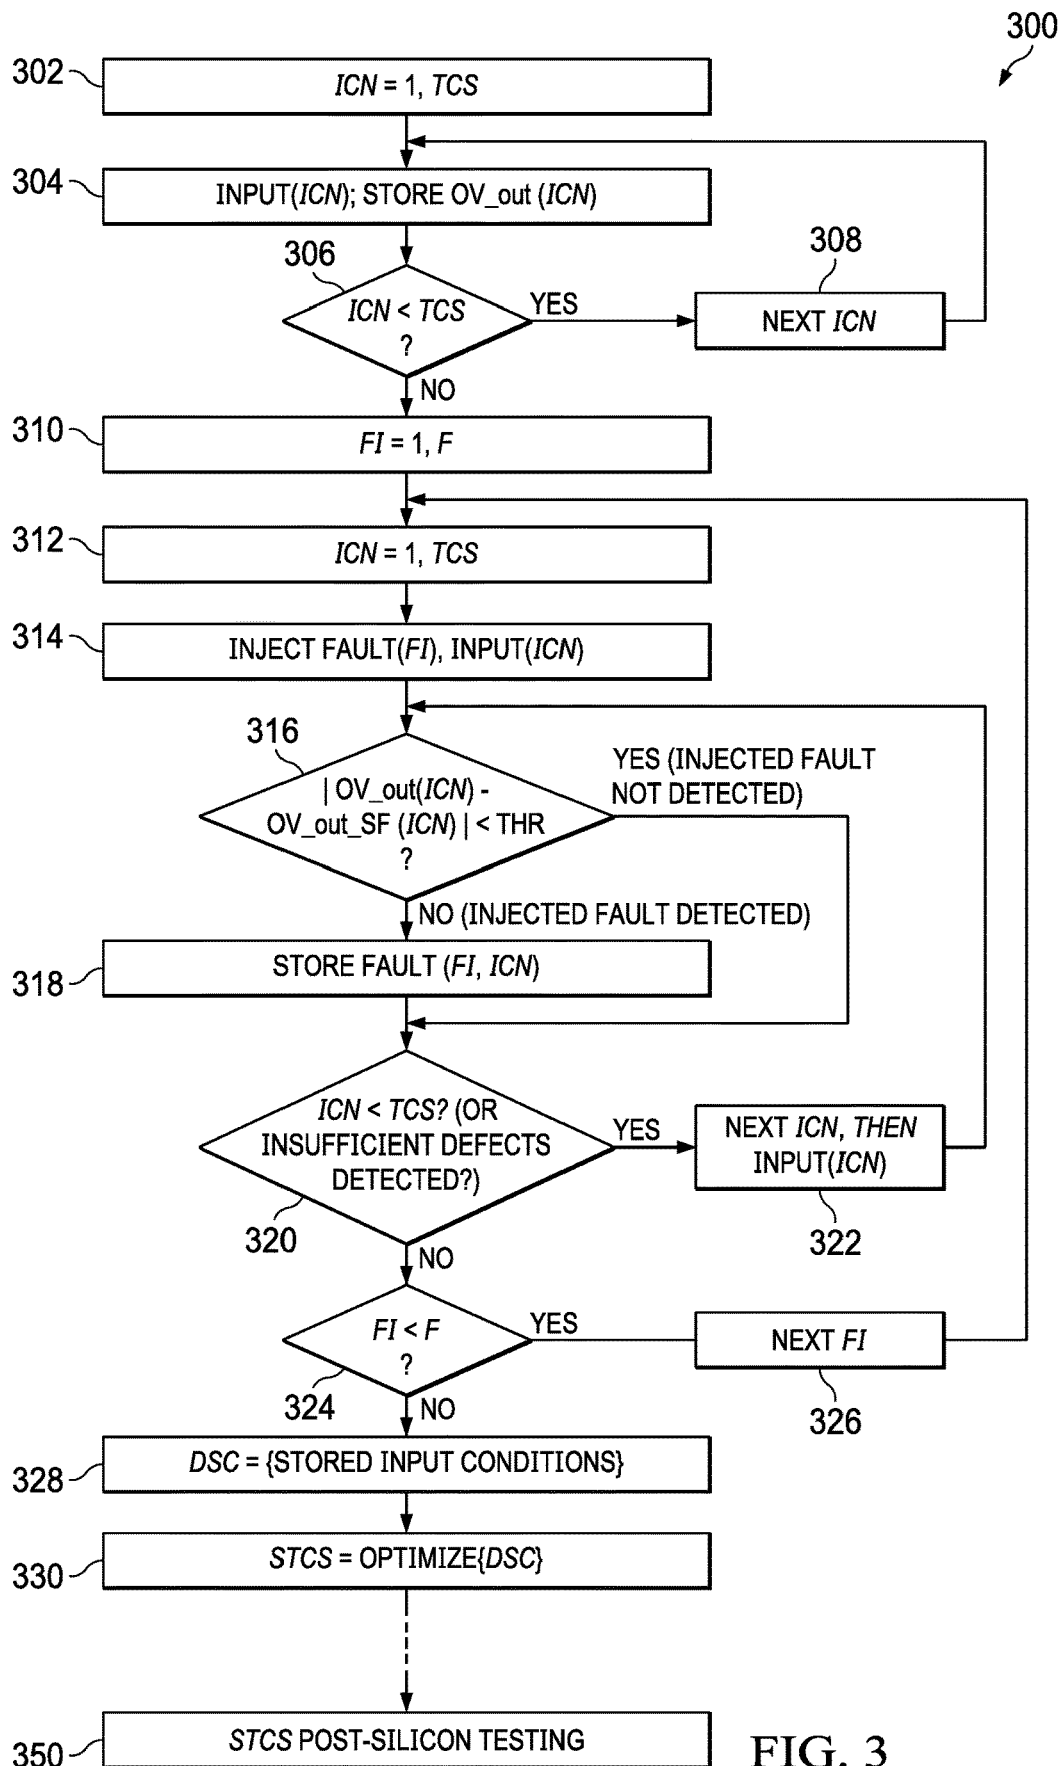 300
302
ICN = 1, TCS
304
INPUT(ICN); STORE OV_out (ICN)
306
ICN < TCS
?
YES
308
NEXT ICN
NO
310
FI = 1, F
312
ICN = 1, TCS
314
INJECT FAULT(FI), INPUT(ICN)
316
| OV_out(ICN) -
OV_out_SF (ICN) | < THR
?
YES (INJECTED FAULT
NOT DETECTED)
NO (INJECTED FAULT DETECTED)
318
STORE FAULT (FI, ICN)
320
ICN < TCS? (OR
INSUFFICIENT DEFECTS
DETECTED?)
YES
NEXT ICN, THEN
INPUT(ICN)
322
NO
324
FI < F
?
YES
NEXT FI
326
NO
328
DSC = {STORED INPUT CONDITIONS}
330
STCS = OPTIMIZE{DSC}
350
STCS POST-SILICON TESTING
FIG. 3